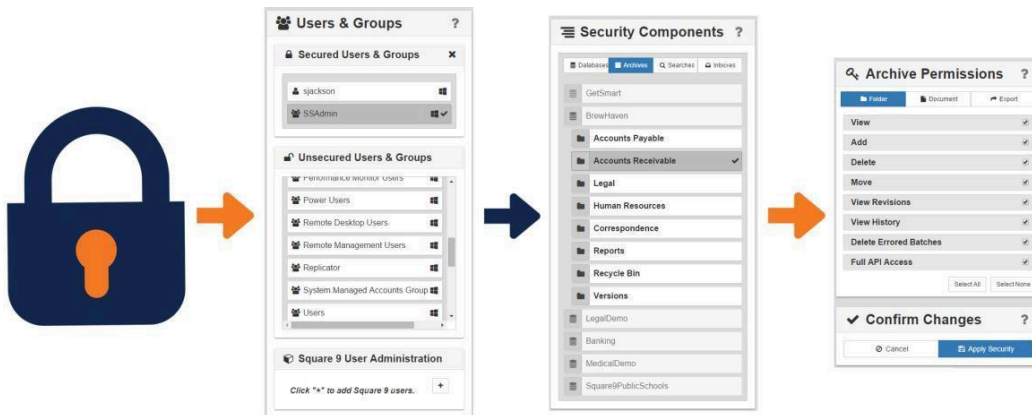 Users & Groups ?
Secured Users & Groups x
sjackson
SSAdmin
Unsecured Users & Groups
Performance Monitor Users
Power Users
Remote Desktop Users
Remote Management Users
Replicator
System Managed Accounts Group
Users
Square 9 User Administration
Click "+" to add Square 9 users. +
Security Components ?
Databases Archives Searches Inboxes
GetSmart
BrewHaven
Accounts Payable
Accounts Receivable
Legal
Human Resources
Correspondence
Reports
Recycle Bin
Versions
LegalDemo
Banking
MedicalDemo
Square9PublicSchools
Archive Permissions ?
Folder Document Export
View
Add
Delete
Move
View Revisions
View History
Delete Errored Batches
Full API Access
Select All Select None
Confirm Changes ?
Cancel Apply Security